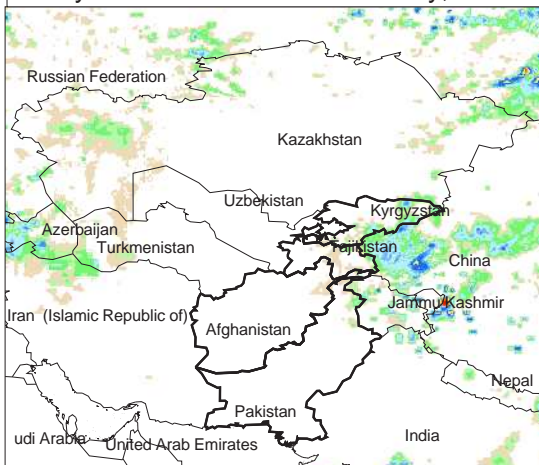 Russian Federation
Kazakhstan
Uzbekistan
Kyrgyzstan
Azerbaijan
Turkmenistan
Tajikistan
China
Iran (Islamic Republic of)
Jammu Kashmir
Afghanistan
Nepal
Pakistan
udi Arabia
United Arab Emirates
India